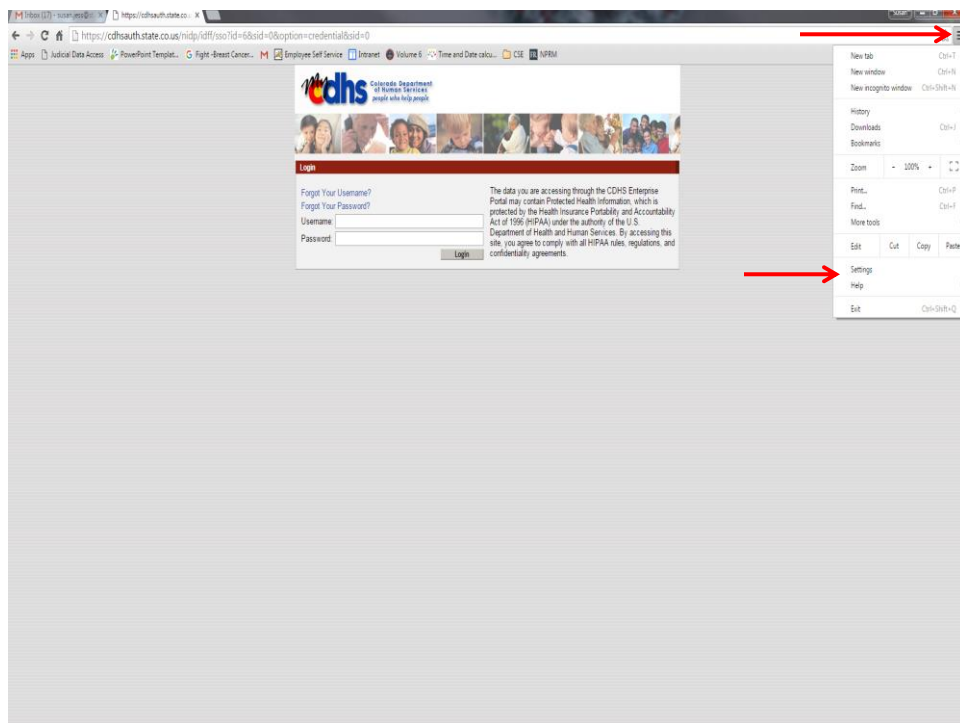 Inbox (17) - susan.jess@
https://cdhsauth.state.co.
https://cdhsauth.state.co.us/nidp/idff/sso?id=6&sid=0&option=credential&sid=0
Apps Judicial Data Access PowerPoint Templat... Fight -Breast Cancer... Employee Self Service Intranet Volume 6 Time and Date calcu... CSE NPRM
My cdhs
Colorado Department
of Human Services
people who help people
Login
Forgot Your Username?
Forgot Your Password?
Username:
Password:
Login
The data you are accessing through the CDHS Enterprise
Portal may contain Protected Health Information, which is
protected by the Health Insurance Portability and Accountability
Act of 1996 (HIPAA) under the authority of the U.S.
Department of Health and Human Services. By accessing this
site, you agree to comply with all HIPAA rules, regulations, and
confidentiality agreements.
New tab Ctrl+T
New window Ctrl+N
New incognito window Ctrl+Shift+N
History
Downloads Ctrl+J
Bookmarks
Zoom - 100% +
Print... Ctrl+P
Find... Ctrl+F
More tools
Edit Cut Copy Paste
Settings
Help
Exit Ctrl+Shift+Q